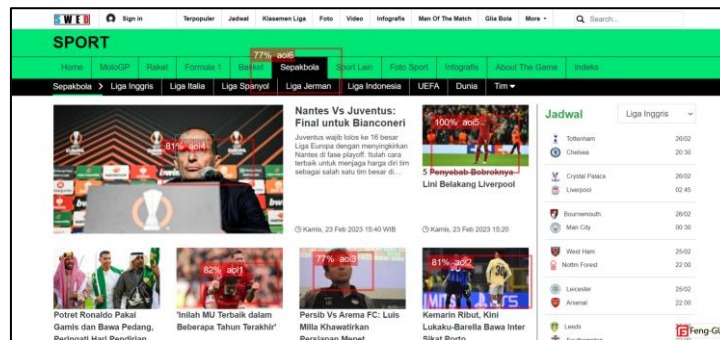 S W E D
Sign in
Terpopuler Jadwal Klasemen Liga Foto Video Infografis Man Of The Match Gila Bola More
Search...
SPORT
Home MotoGP Raket Formula 1 Basket Sepakbola Sport Lain Foto Sport Infografis About The Game Indeks
77% aoi6
Sepakbola Liga Inggris Liga Italia Liga Spanyol Liga Jerman Liga Indonesia UEFA Dunia Tim
81% aoi4
Nantes Vs Juventus:
Final untuk Bianconeri
Juventus wajib lolos ke 16 besar
Liga Europa dengan menyingkirkan
Nantes di fase playoff. Itulah cara
terbaik untuk menjaga harga diri tim
sebagai salah satu tim besar di....
Kamis, 23 Feb 2023 15:40 WIB
100% aoi5
5 Penyebab Bobroknya
Lini Belakang Liverpool
Kamis, 23 Feb 2023 15:20
Jadwal
Liga Inggris
Tottenham 26/02
Chelsea 20:30
Crystal Palace 26/02
Liverpool 02:45
Bournemouth 26/02
Man City 00:30
West Ham 25/02
Nottm Forest 22:00
Leicester 25/02
Arsenal 22:00
Leeds
Southampton
Feng-GU
Potret Ronaldo Pakai
Gamis dan Bawa Pedang,
Peringati Hari Pendirian
82% aoi1
'Inilah MU Terbaik dalam
Beberapa Tahun Terakhir'
77% aoi3
Persib Vs Arema FC: Luis
Milla Khawatirkan
Persiapan Mepet
81% aoi2
Kemarin Ribut, Kini
Lukaku-Barella Bawa Inter
Sikat Porto